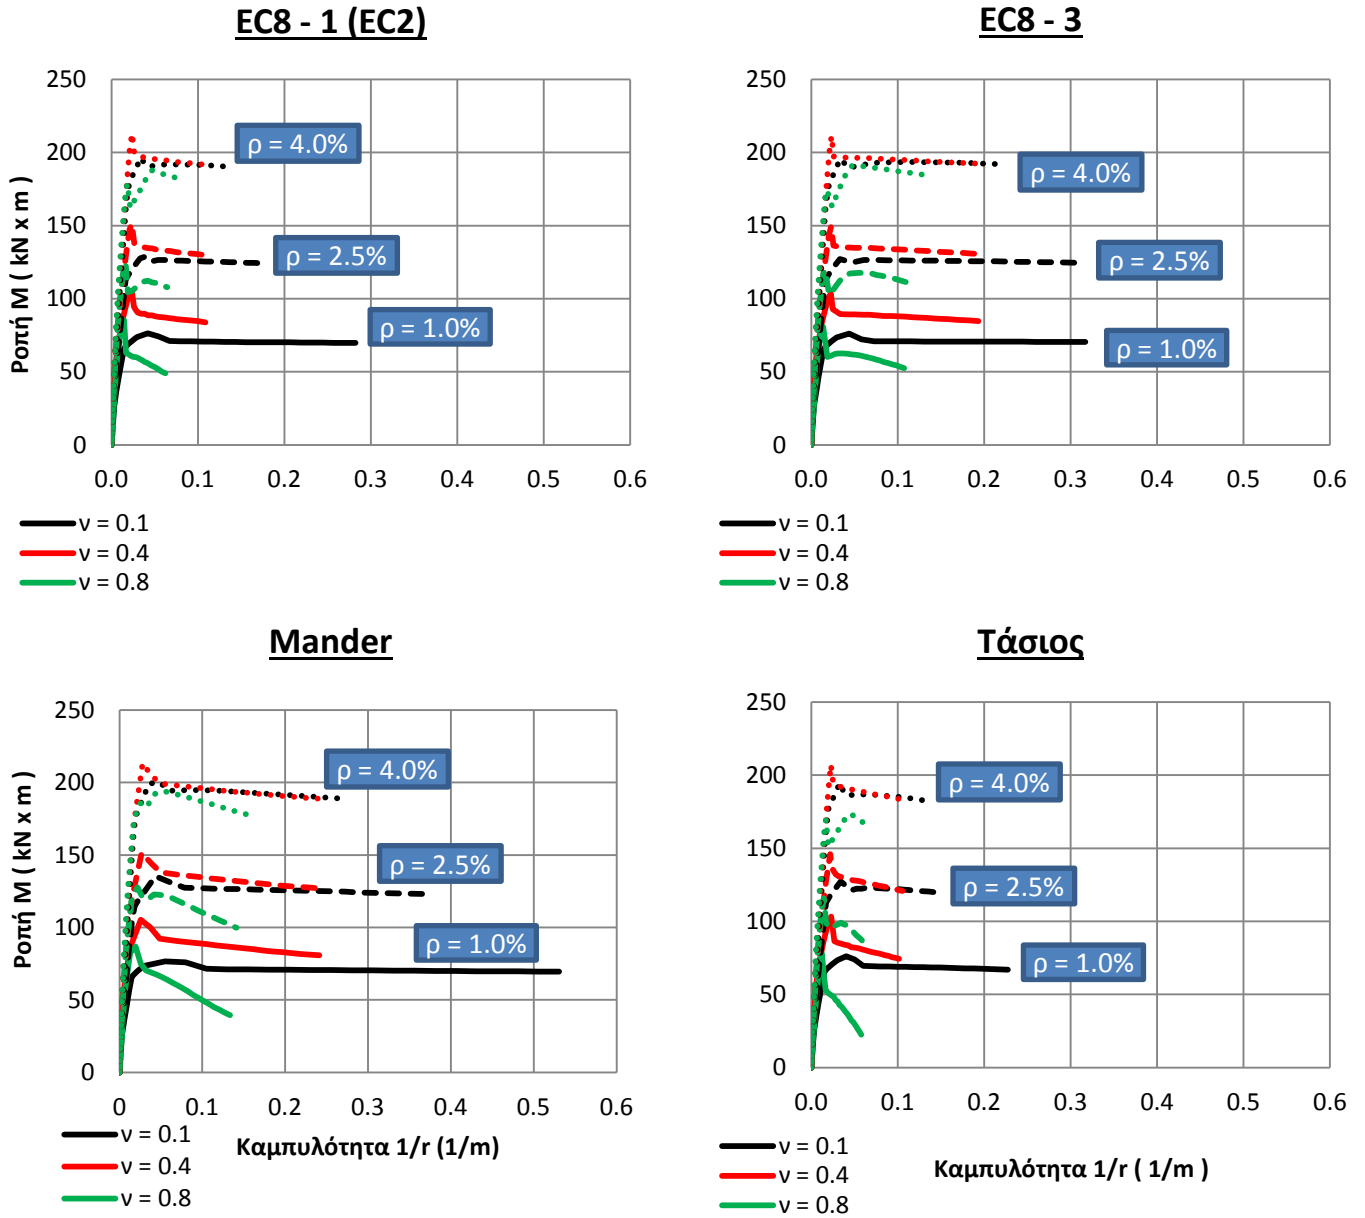 EC8 - 1 (EC2)
250
200
150
100
50
0
0.0 0.1 0.2 0.3 0.4 0.5 0.6
Ροπή M ( kN x m )
ρ = 4.0%
ρ = 2.5%
ρ = 1.0%
ν = 0.1
ν = 0.4
ν = 0.8
EC8 - 3
250
200
150
100
50
0
0.0 0.1 0.2 0.3 0.4 0.5 0.6
ρ = 4.0%
ρ = 2.5%
ρ = 1.0%
ν = 0.1
ν = 0.4
ν = 0.8
Mander
250
200
150
100
50
0
0 0.1 0.2 0.3 0.4 0.5 0.6
Ροπή M ( kN x m )
ρ = 4.0%
ρ = 2.5%
ρ = 1.0%
Καμπυλότητα 1/r (1/m)
ν = 0.1
ν = 0.4
ν = 0.8
Τάσιος
250
200
150
100
50
0
0.0 0.1 0.2 0.3 0.4 0.5 0.6
ρ = 4.0%
ρ = 2.5%
ρ = 1.0%
Καμπυλότητα 1/r ( 1/m )
ν = 0.1
ν = 0.4
ν = 0.8